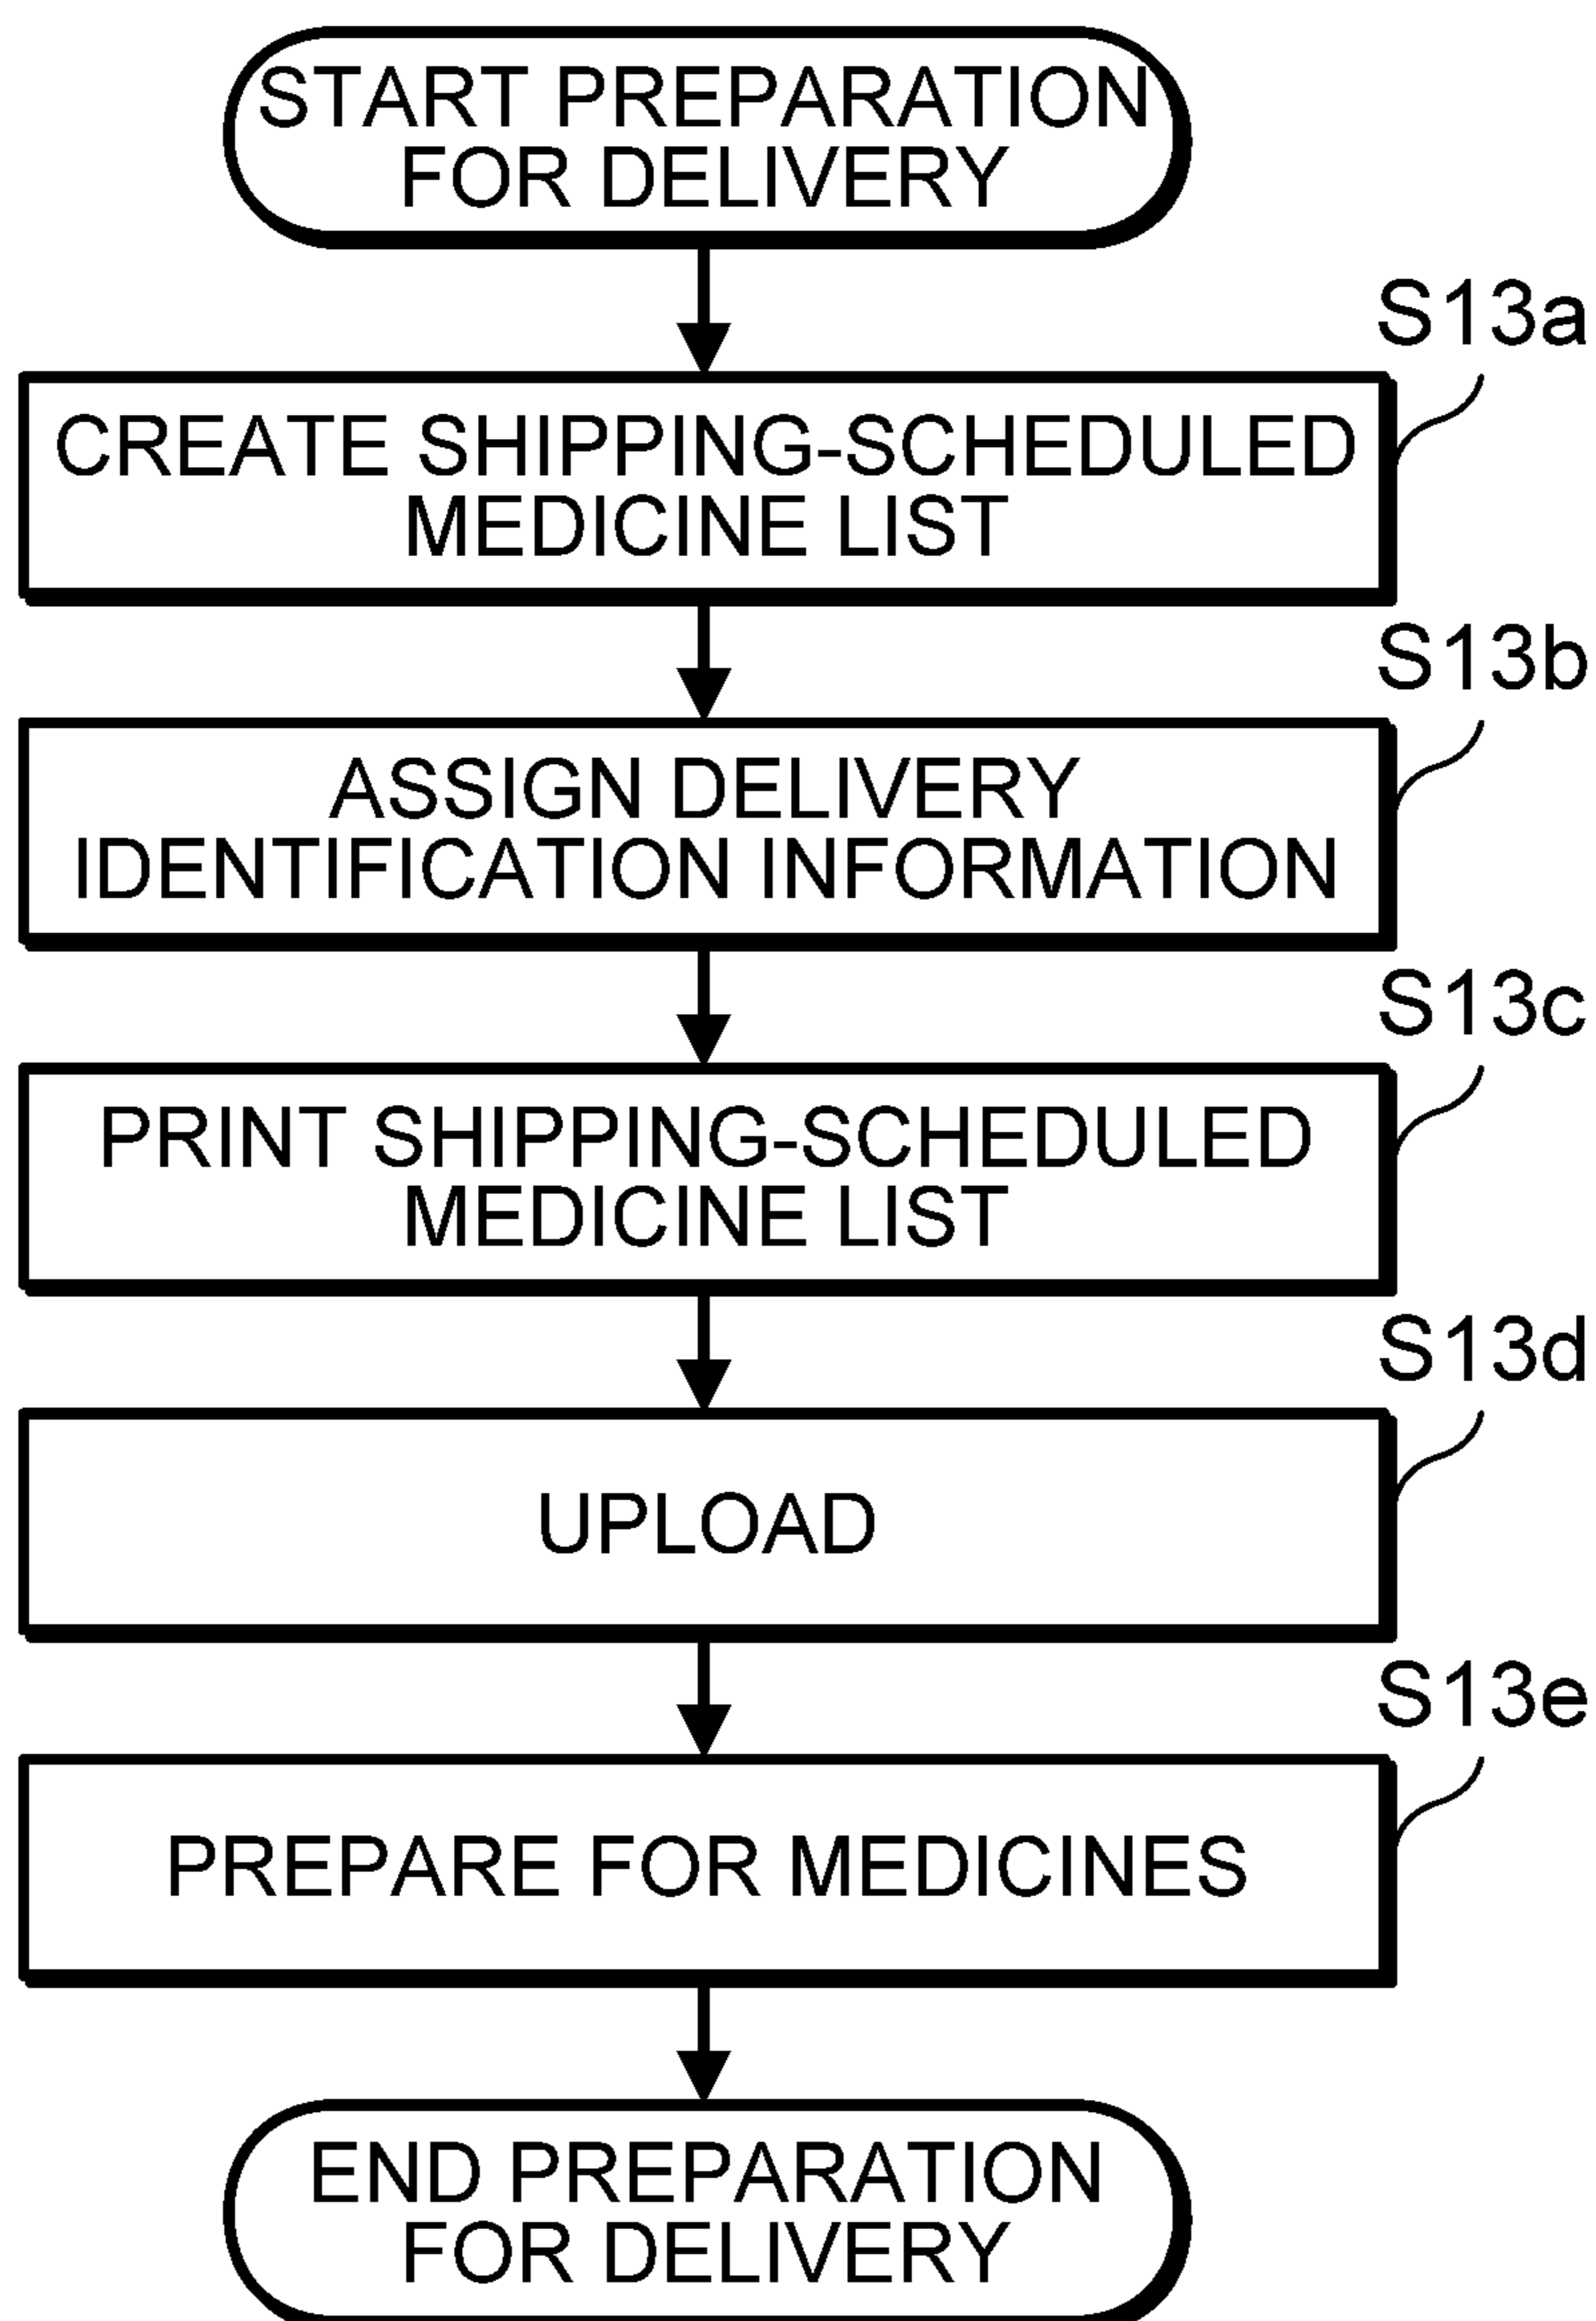 START PREPARATION
FOR DELIVERY
S13a
CREATE SHIPPING-SCHEDULED
MEDICINE LIST
S13b
ASSIGN DELIVERY
IDENTIFICATION INFORMATION
S13c
PRINT SHIPPING-SCHEDULED
MEDICINE LIST
S13d
UPLOAD
S13e
PREPARE FOR MEDICINES
END PREPARATION
FOR DELIVERY